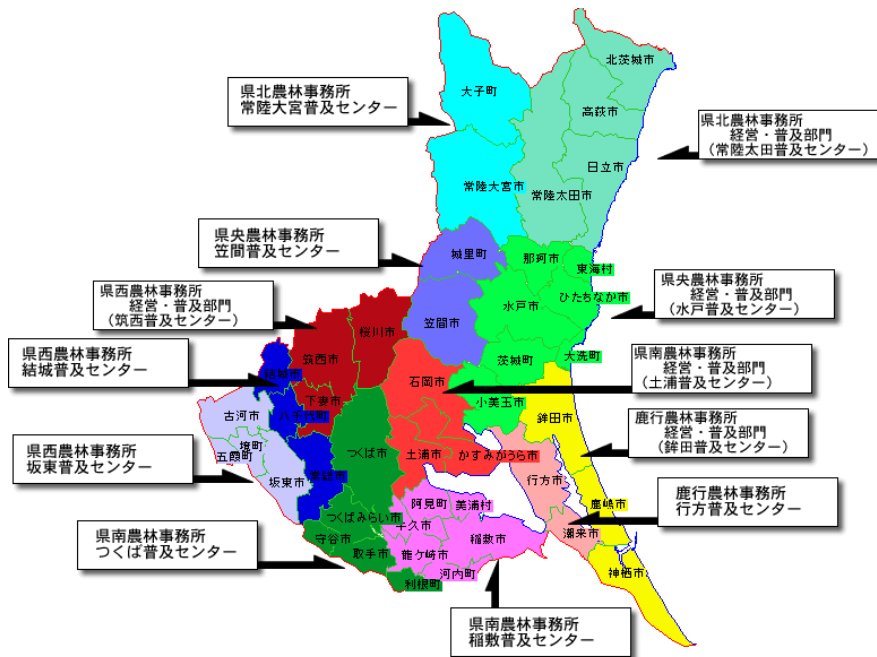 県北農林事務所
常陸大宮普及センター
県北農林事務所
経営・普及部門
（常陸太田普及センター）
県央農林事務所
笠間普及センター
県西農林事務所
経営・普及部門
（筑西普及センター）
県央農林事務所
経営・普及部門
（水戸普及センター）
県西農林事務所
結城普及センター
県南農林事務所
経営・普及部門
（土浦普及センター）
鹿行農林事務所
経営・普及部門
（鉾田普及センター）
県西農林事務所
坂東普及センター
鹿行農林事務所
行方普及センター
県南農林事務所
つくば普及センター
県南農林事務所
稲敷普及センター
北茨城市
大子町
高萩市
日立市
常陸大宮市
常陸太田市
城里町
那珂市
東海村
水戸市
ひたちなか市
笠間市
桜川市
筑西市
茨城町
大洗町
結城市
石岡市
下妻市
小美玉市
八千代町
古河市
鉾田市
境町
五霞町
つくば市
土浦市
かすみがうら市
常総市
坂東市
行方市
阿見町
美浦村
鹿嶋市
つくばみらい市
牛久市
守谷市
取手市
龍ケ崎市
稲敷市
潮来市
河内町
利根町
神栖市